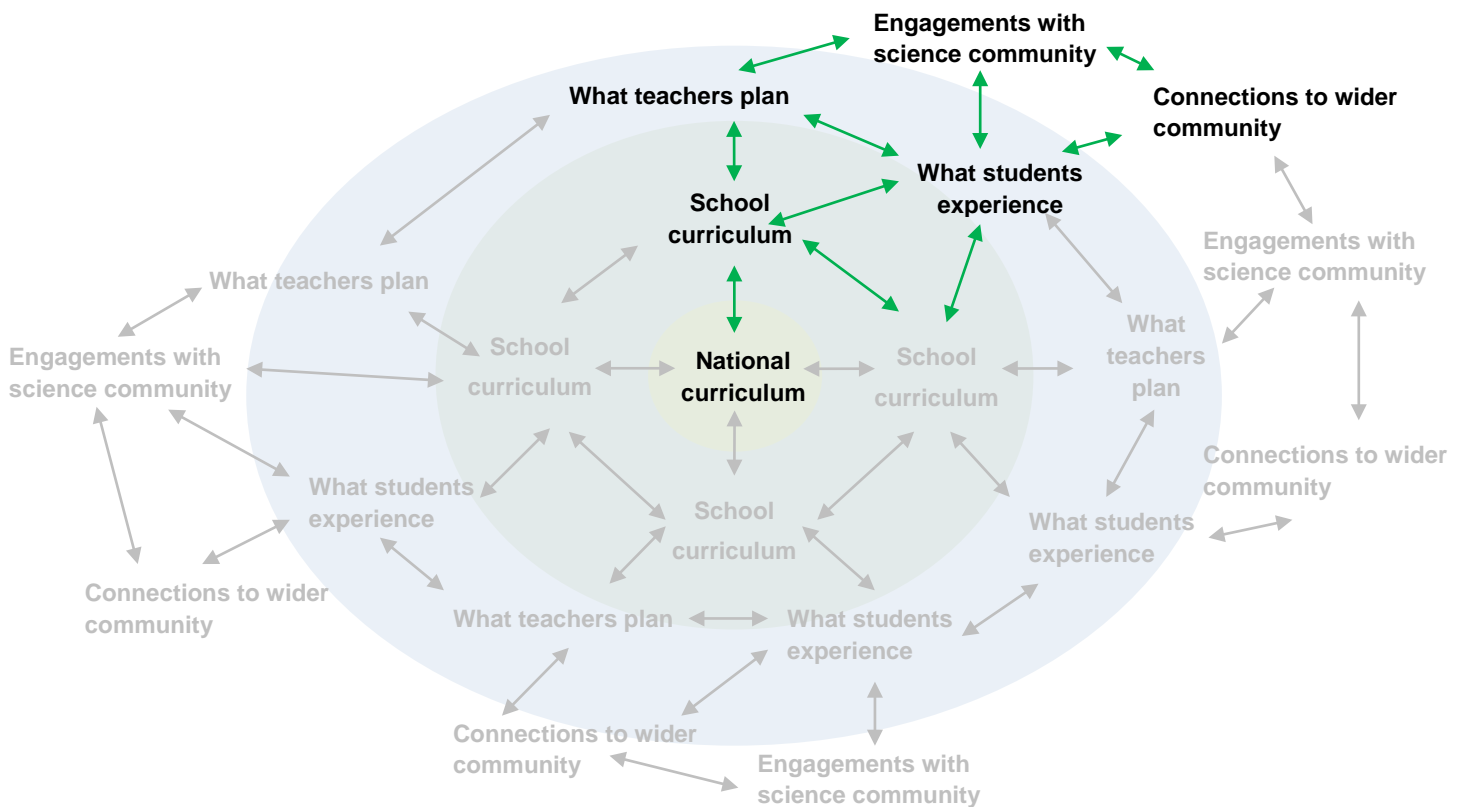 Engagements with
science community
What teachers plan
Connections to wider
community
What students
experience
School
curriculum
Engagements with
science community
What teachers plan
What
teachers
plan
Engagements with
science community
School
curriculum
National
curriculum
School
curriculum
Connections to wider
community
What students
experience
School
curriculum
What students
experience
Connections to wider
community
What teachers plan
What students
experience
Connections to wider
community
Engagements with
science community